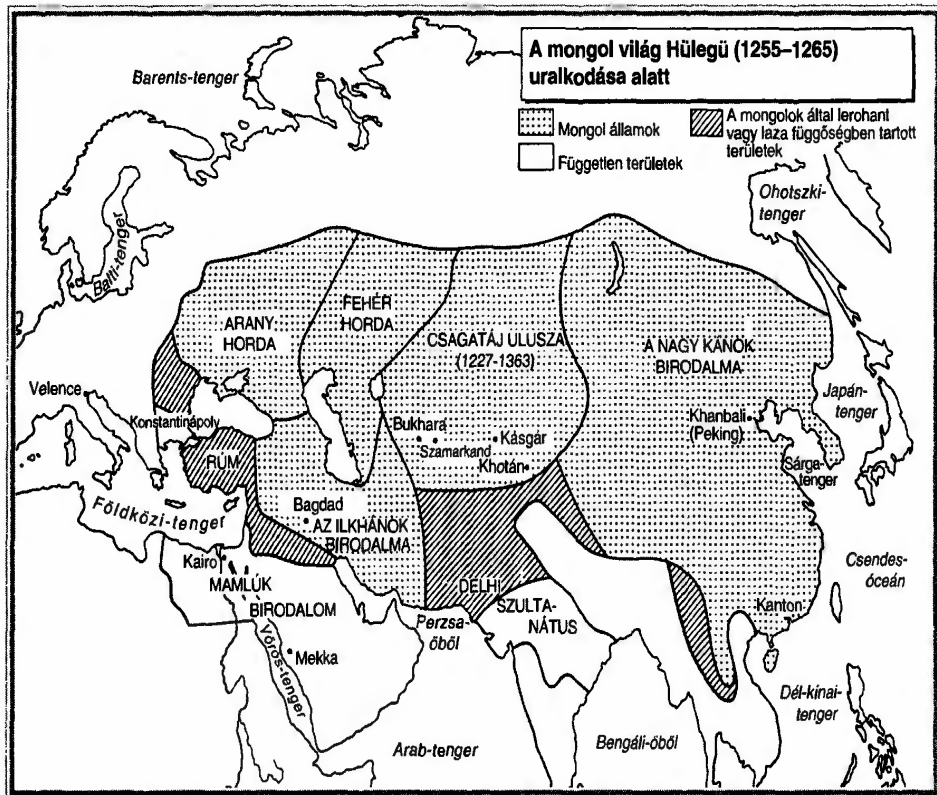 A mongol világ Hülegü (1255–1265)
uralkodása alatt
Mongol államok
A mongolok által lerohant
vagy laza függőségben tartott
területek
Független területek
Barents-tenger
Ohotszki-
tenger
Balti-tenger
ARANY
HORDA
FEHÉR
HORDA
CSAGATÁJ ULUSZA
(1227-1363)
A NAGY KÁNOK
BIRODALMA
Velence
Konstantinápoly
Bukhara
Szamarkand
Kásgár
Khotán
Khanbali
(Peking)
Japán-
tenger
Sárga-
tenger
RUM
Földközi-tenger
Bagdad
AZ ILKHÁNOK
BIRODALMA
Kairo
MAMLÚK
BIRODALOM
DELHI
SZULTA-
NÁTUS
Kanton
Csendes-
óceán
Perzsa-
öböl
Mekka
Vörös-tenger
Dél-kinai-
tenger
Arab-tenger
Bengáli-öböl